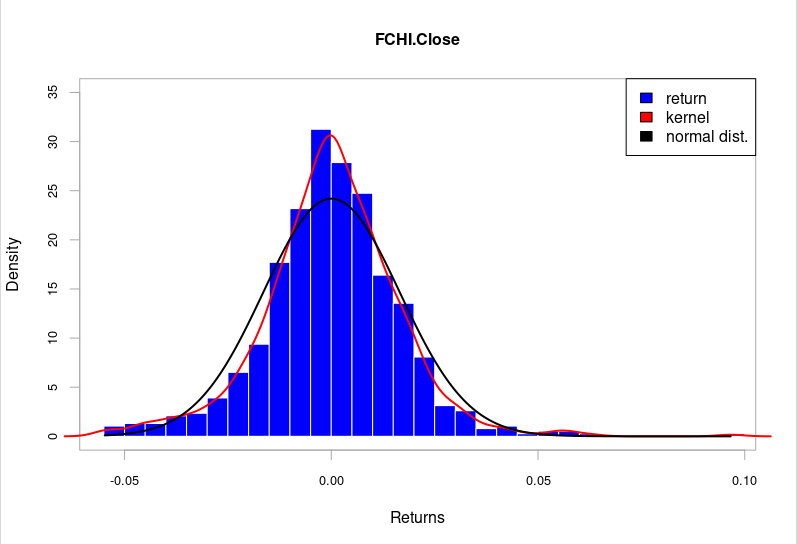 FCHI.Close
return
kernel
normal dist.
Density
35
30
25
20
15
10
5
0
-0.05
0.00
0.05
0.10
Returns